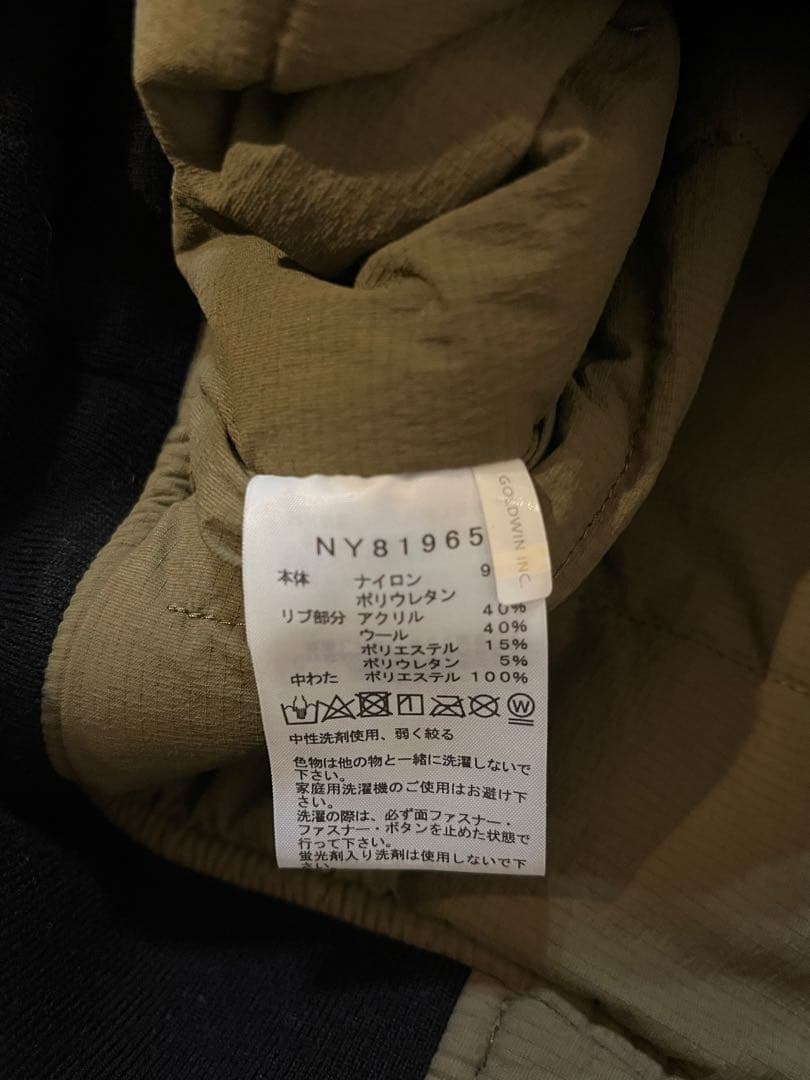 GOLDWIN INC.
NY81965
本体 ナイロン 9
ポリウレタン
リブ部分 アクリル 40%
ウール 40%
ポリエステル 15%
ポリウレタン 5%
中わた ポリエステル 100%
W
中性洗剤使用、弱く絞る
色物は他の物と一緒に洗濯しないで
下さい。
家庭用洗濯機のご使用はお避け下
さい。
洗濯の際は、必ず面ファスナー・
ファスナー・ボタンを止めた状態で
行って下さい。
蛍光剤入り洗剤は使用しないで下
さい。